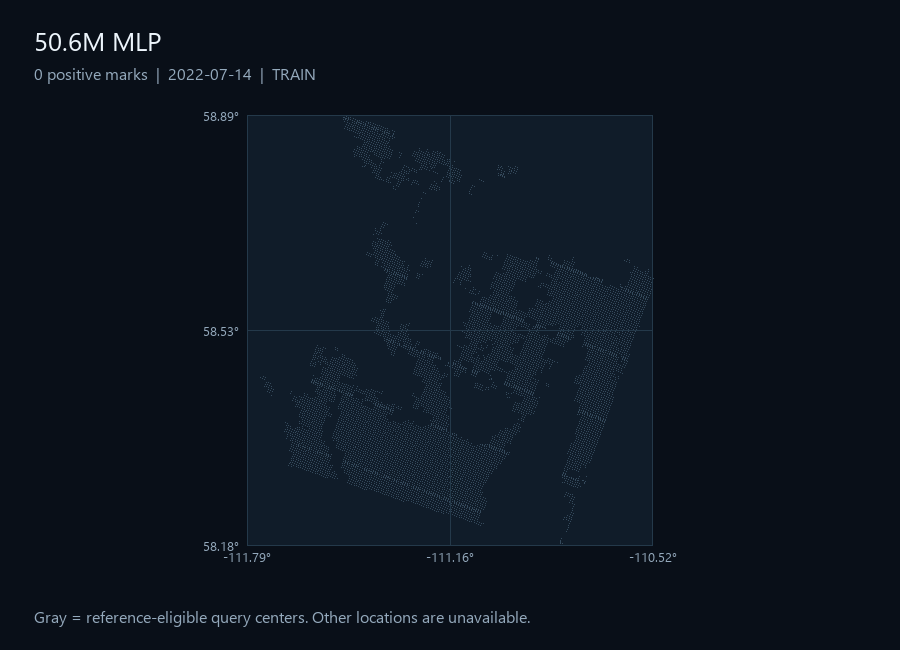 50.6M MLP
0 positive marks | 2022-07-14 | TRAIN
58.89°
58.53°
58.18°
-111.79° -111.16° -110.52°
Gray = reference-eligible query centers. Other locations are unavailable.